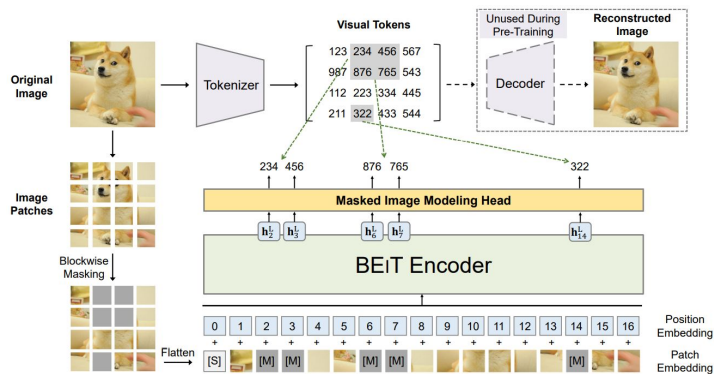 Original
Image
Tokenizer
Visual Tokens
123 234 456 567
987 876 765 543
112 223 334 445
211 322 433 544
Unused During
Pre-Training
Decoder
Reconstructed
Image
Image
Patches
234 456 876 765 322
Masked Image Modeling Head
h₂ᴸ h₃ᴸ h₆ᴸ h₇ᴸ h₁₄ᴸ
BEIT Encoder
Blockwise
Masking
Flatten
0 1 2 3 4 5 6 7 8 9 10 11 12 13 14 15 16
Position
Embedding
+ + + + + + + + + + + + + + + + +
[S] [M] [M] [M] [M] [M]
Patch
Embedding